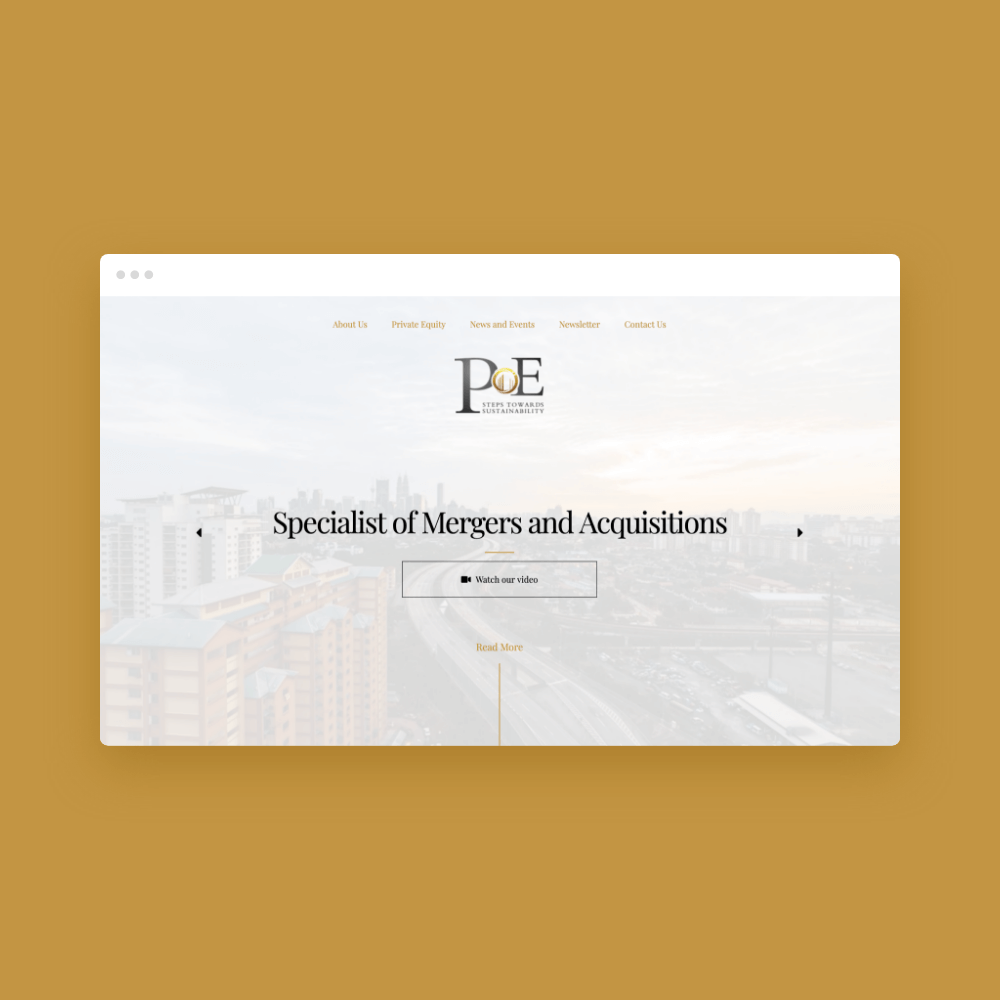 About Us Private Equity News and Events Newsletter Contact Us
PE
STEPS TOWARDS
SUSTAINABILITY
Specialist of Mergers and Acquisitions
Watch our video
Read More